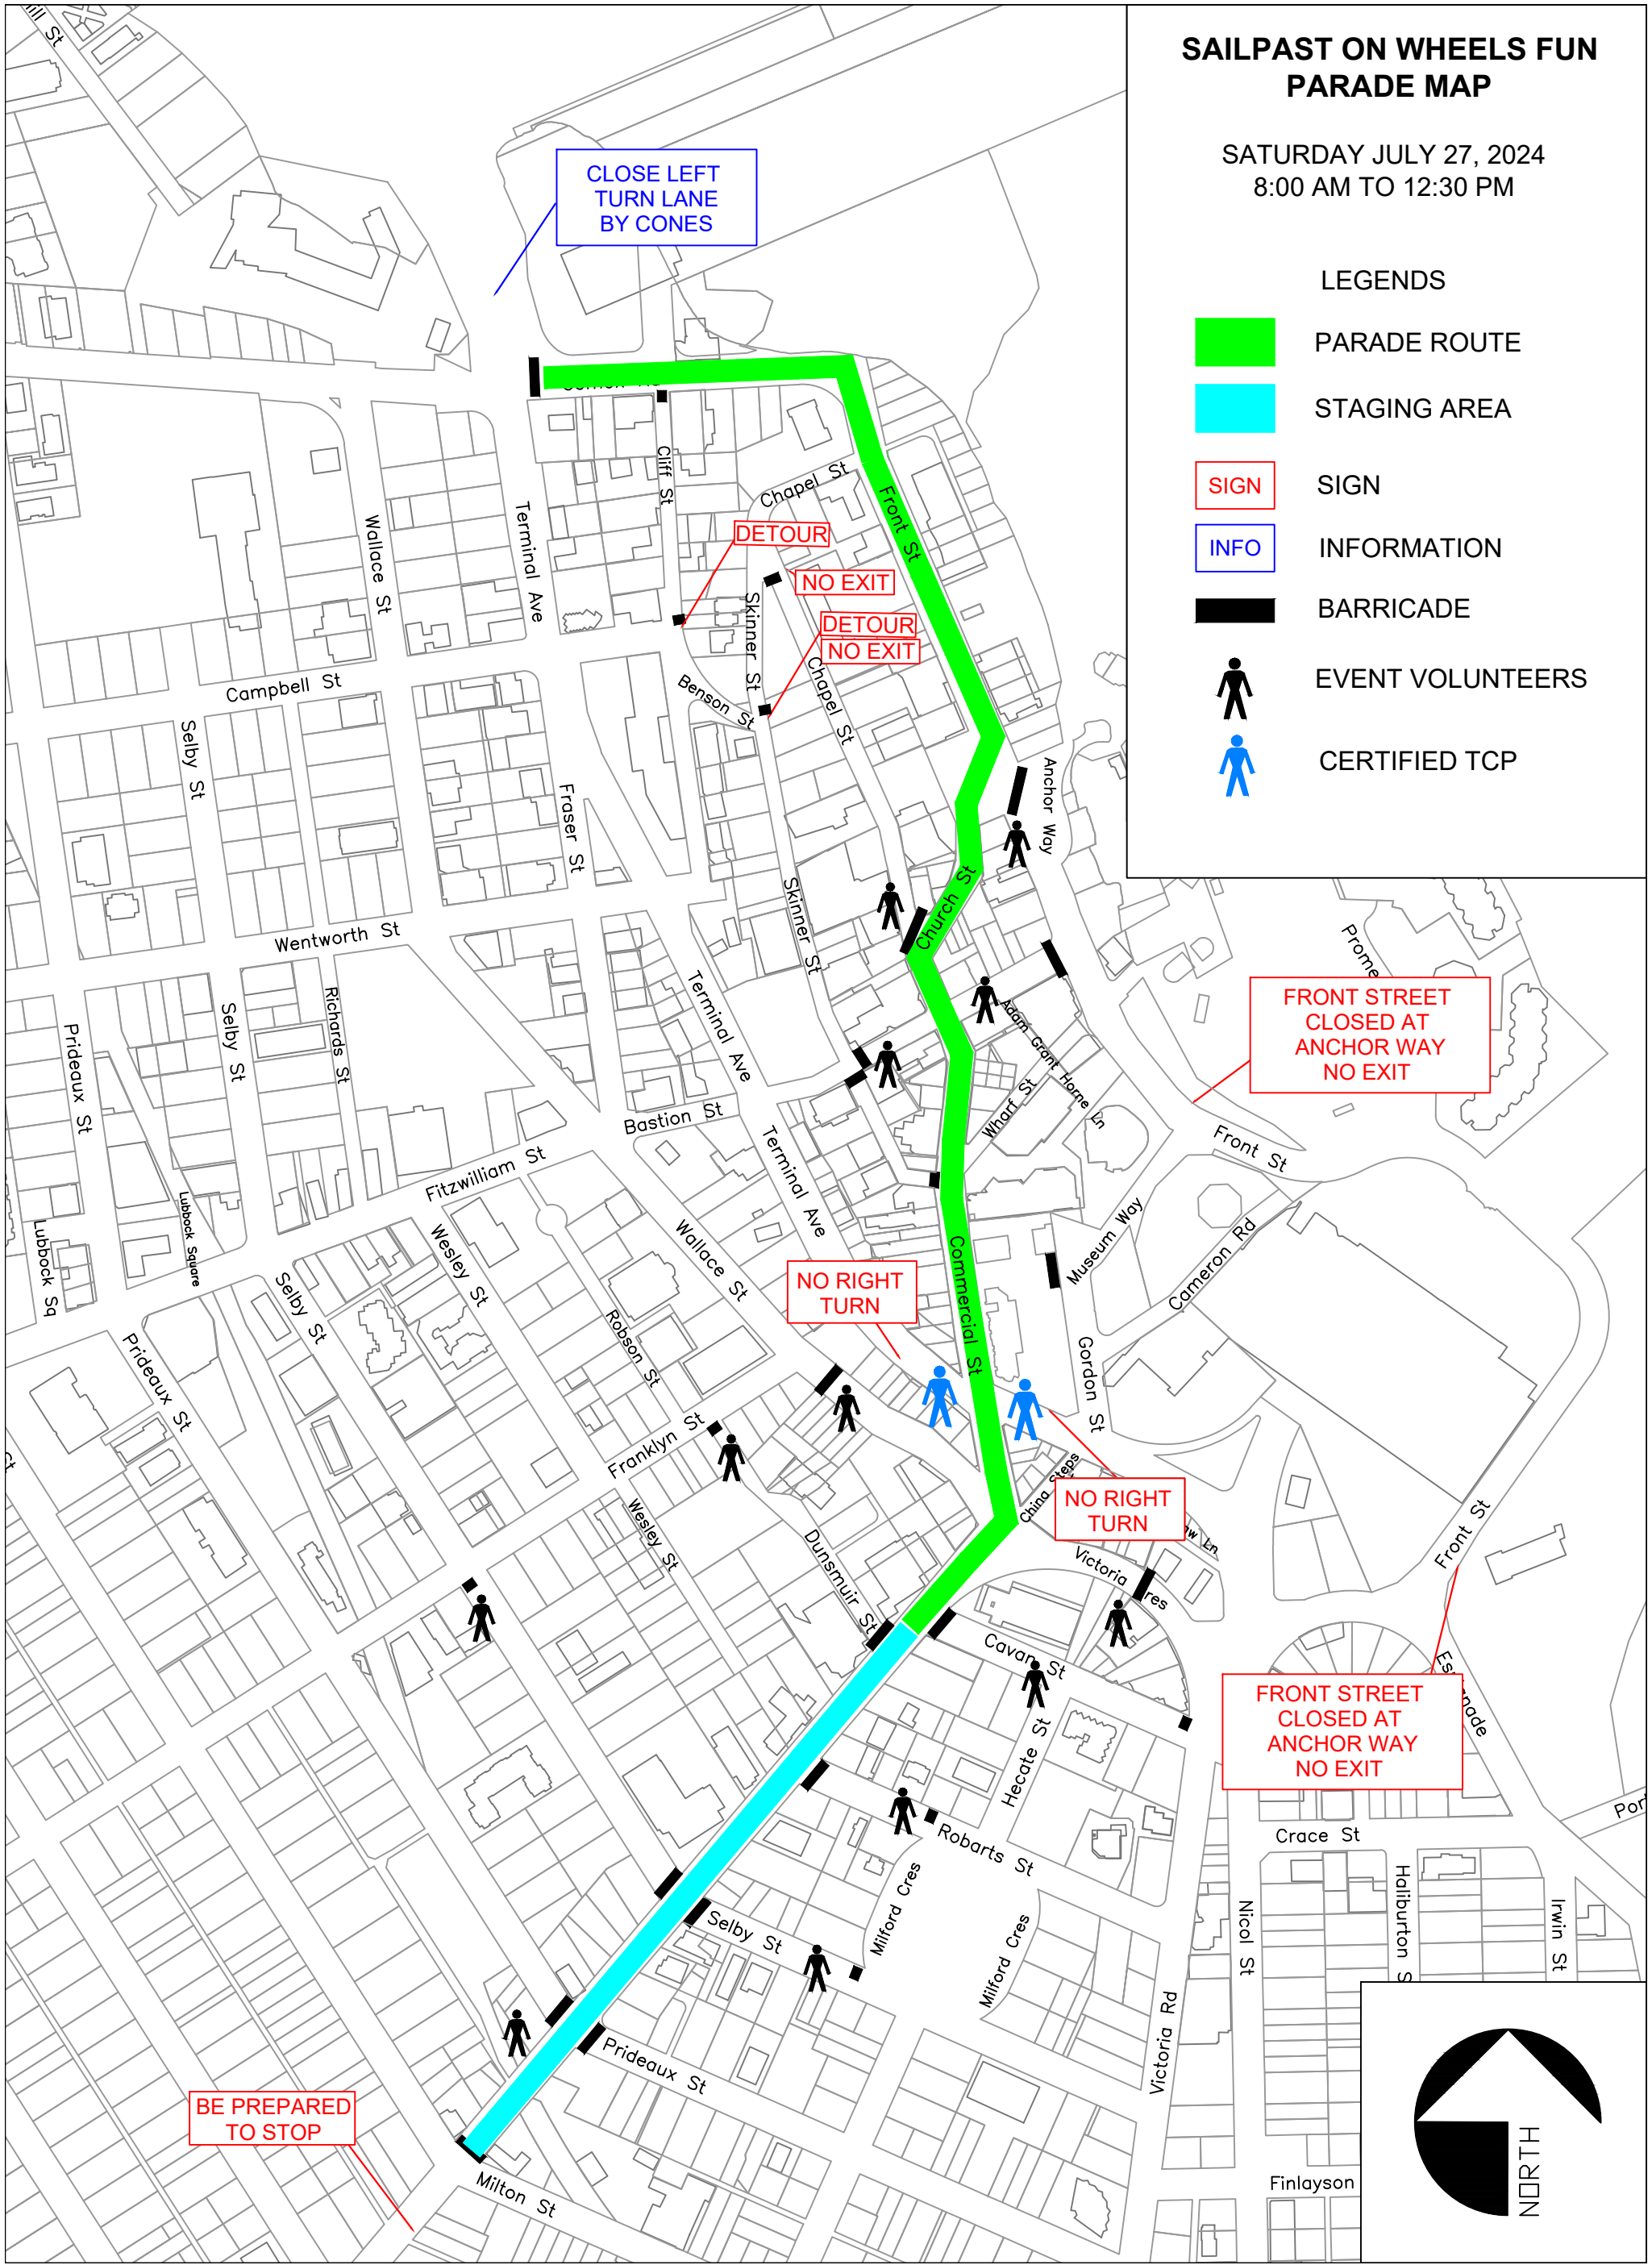 SAILPAST ON WHEELS FUN
PARADE MAP
SATURDAY JULY 27, 2024
8:00 AM TO 12:30 PM
LEGENDS
PARADE ROUTE
STAGING AREA
SIGN
SIGN
INFO
INFORMATION
BARRICADE
EVENT VOLUNTEERS
CERTIFIED TCP
St
CLOSE LEFT
TURN LANE
BY CONES
Cliff St
Chapel St
Front St
Wallace St
Terminal Ave
DETOUR
NO EXIT
Skinner St
DETOUR
NO EXIT
Chapel St
Benson St
Campbell St
Selby St
Anchor Way
Fraser St
Church St
Skinner St
Wentworth St
Prome
Richards St
Selby St
Prideaux St
Terminal Ave
Adam Grant Horne Ln
FRONT STREET
CLOSED AT
ANCHOR WAY
NO EXIT
Wharf St
Bastion St
Front St
Terminal Ave
Fitzwilliam St
Lubbock Square
Lubbock Sq
Wesley St
Wallace St
Museum Way
Cameron Rd
Commercial St
NO RIGHT
TURN
Selby St
Robson St
Prideaux St
Gordon St
Franklyn St
St
China Steps
NO RIGHT
TURN
Wesley St
Dunsmuir St
Victoria
res
Ln
Front St
Cavan St
FRONT STREET
CLOSED AT
ANCHOR WAY
NO EXIT
Hecate St
Robarts St
Crace St
Milford Cres
Selby St
Milford Cres
Nicol St
Haliburton S
Irwin St
Victoria Rd
Prideaux St
BE PREPARED
TO STOP
Milton St
Finlayson
NORTH